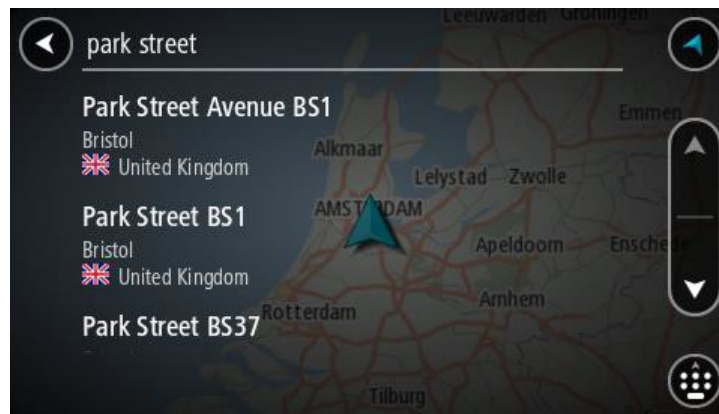 Leeuwarden Groningen
park street
Park Street Avenue BS1
Bristol
United Kingdom
Emmen
Alkmaar
Lelystad Zwolle
Park Street BS1
Bristol
United Kingdom
AMSTERDAM
Apeldoorn
Enschede
Arnhem
Rotterdam
Park Street BS37
Tilburg